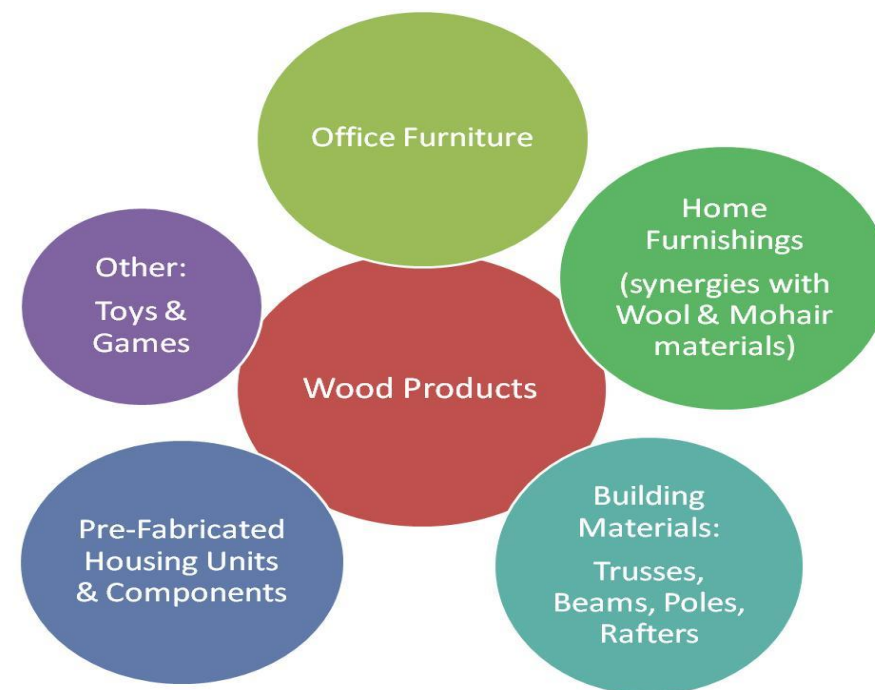 Office Furniture
Home
Furnishings
(synergies with
Wool & Mohair
materials)
Other:
Toys &
Games
Wood Products
Pre-Fabricated
Housing Units
& Components
Building
Materials:
Trusses,
Beams, Poles,
Rafters